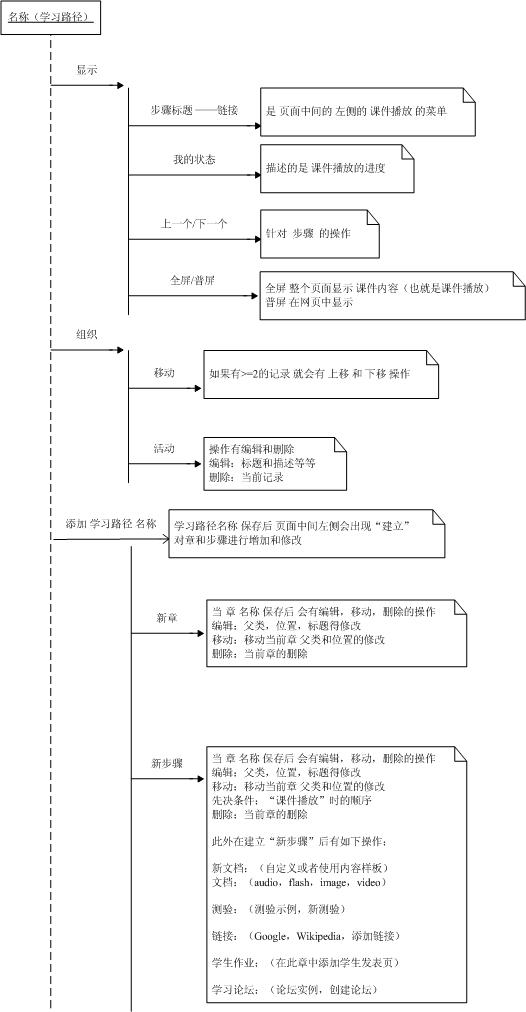 名称（学习路径）
显示
步骤标题 ——链接
是 页面中间的 左侧的 课件播放 的菜单
我的状态
描述的是 课件播放的进度
上一个/下一个
针对 步骤 的操作
全屏/普屏
全屏 整个页面显示 课件内容（也就是课件播放）
普屏 在网页中显示
组织
移动
如果有>=2的记录 就会有 上移 和 下移 操作
活动
操作有编辑和删除
编辑：标题和描述等等
删除：当前记录
添加 学习路径 名称
学习路径名称 保存后 页面中间左侧会出现“建立”
对章和步骤进行增加和修改
新章
当 章 名称 保存后 会有编辑，移动，删除的操作
编辑：父类，位置，标题得修改
移动：移动当前章 父类和位置的修改
删除：当前章的删除
新步骤
当 章 名称 保存后 会有编辑，移动，删除的操作
编辑：父类，位置，标题得修改
移动：移动当前章 父类和位置的修改
先决条件：“课件播放”时的顺序
删除：当前章的删除
此外在建立“新步骤”后有如下操作：
新文档：（自定义或者使用内容样板）
文档：（audio，flash，image，video）
测验：（测验示例，新测验）
链接：（Google，Wikipedia，添加链接）
学生作业：（在此章中添加学生发表页）
学习论坛：（论坛实例，创建论坛）